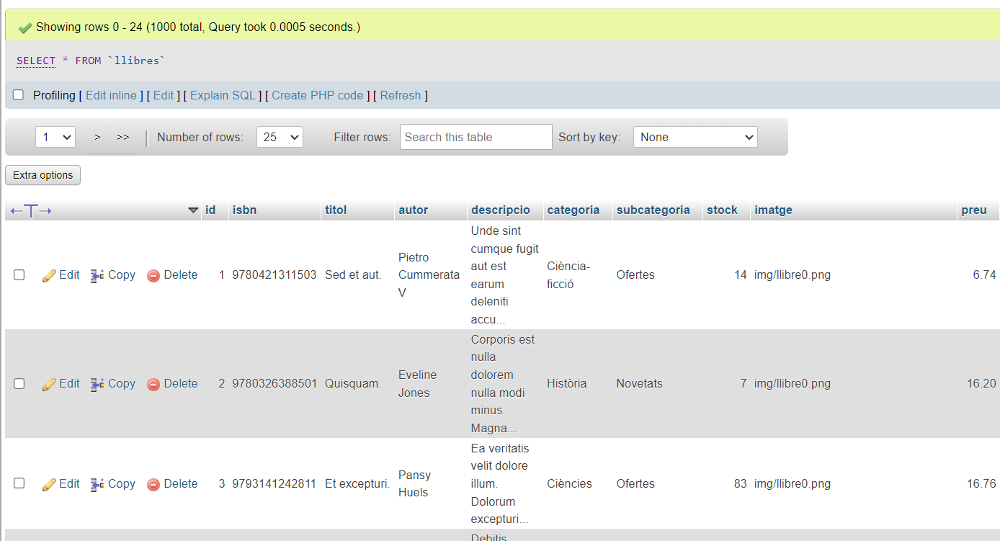 Showing rows 0 - 24 (1000 total, Query took 0.0005 seconds.)
SELECT * FROM `llibres`
Profiling [ Edit inline ] [ Edit ] [ Explain SQL ] [ Create PHP code ] [ Refresh ]
1 > >> | Number of rows: 25 Filter rows: Search this table Sort by key: None
Extra options
←T→ id isbn titol autor descripcio categoria subcategoria stock imatge preu
Edit Copy Delete 1 9780421311503 Sed et aut. Pietro Cummerata V Unde sint cumque fugit aut est earum deleniti accu... Ciència-ficció Ofertes 14 img/llibre0.png 6.74
Edit Copy Delete 2 9780326388501 Quisquam. Eveline Jones Corporis est nulla dolorem nulla modi minus. Magna... Història Novetats 7 img/llibre0.png 16.20
Edit Copy Delete 3 9793141242811 Et excepturi. Pansy Huels Ea veritatis velit dolore illum. Dolorum excepturi... Ciències Ofertes 83 img/llibre0.png 16.76
Debitis